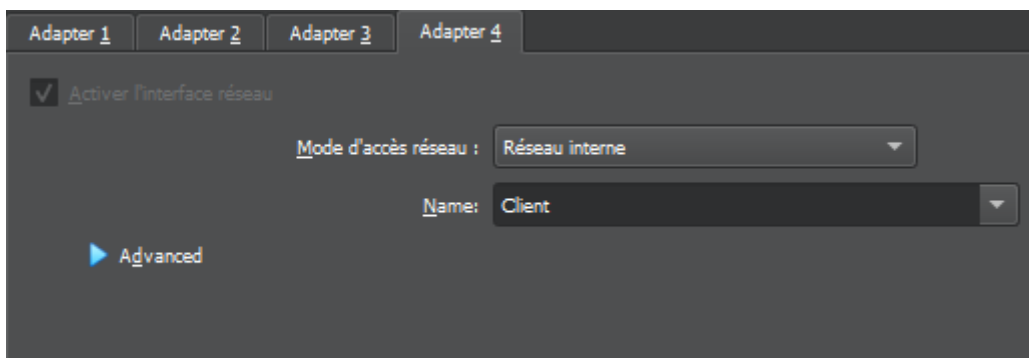 Adapter 1 Adapter 2 Adapter 3 Adapter 4
Activer l'interface réseau
Mode d'accès réseau : Réseau interne
Name: Client
Advanced